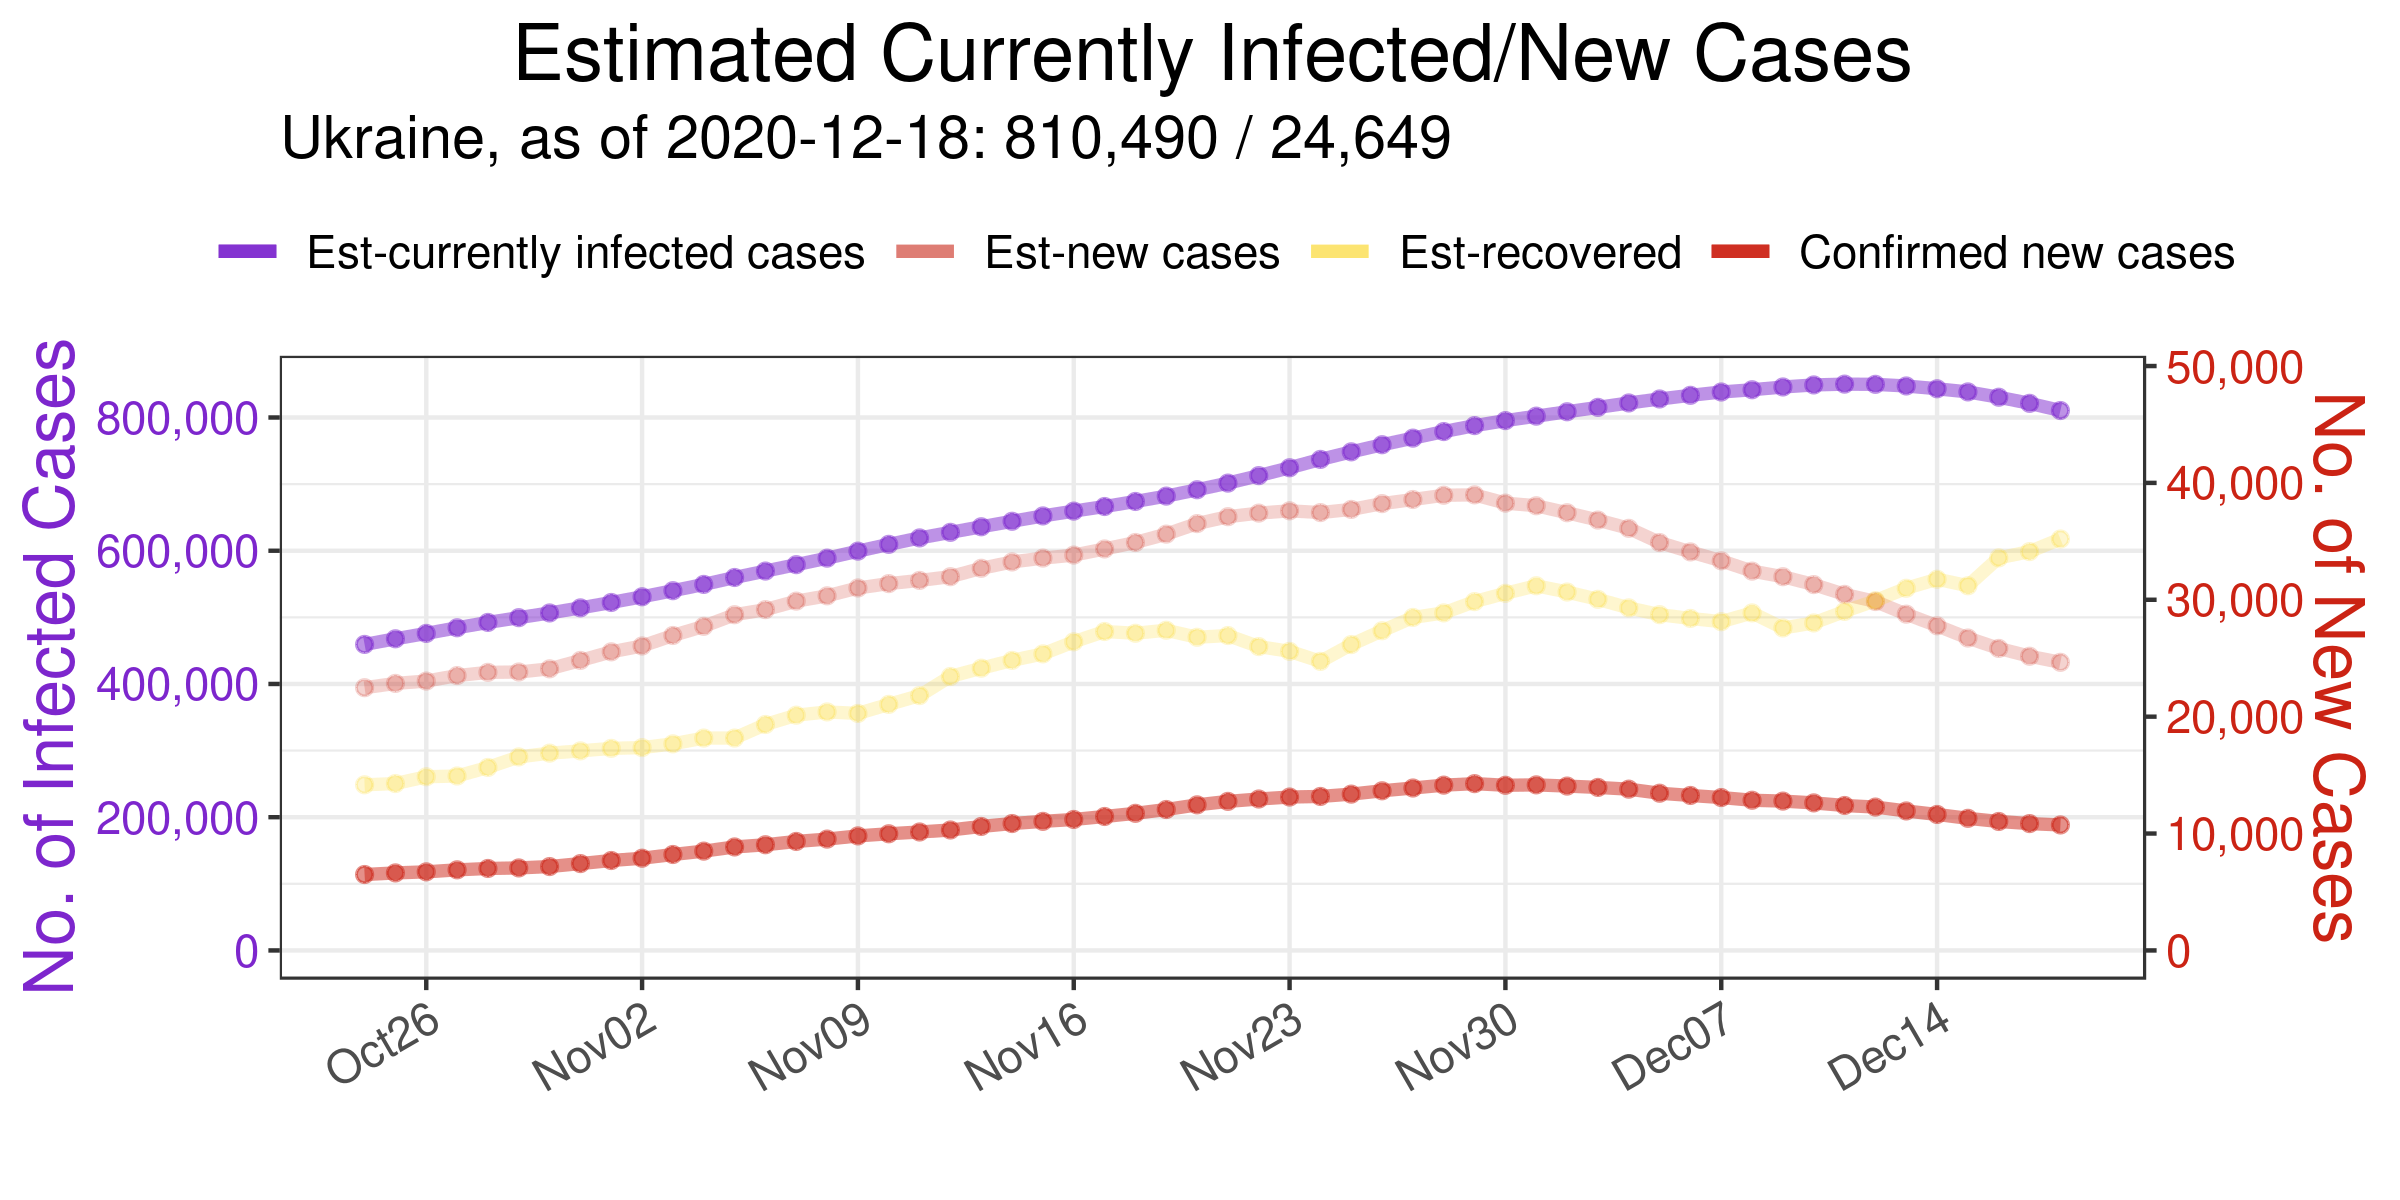 Estimated Currently Infected/New Cases
Ukraine, as of 2020-12-18: 810,490 / 24,649
Est-currently infected cases Est-new cases Est-recovered Confirmed new cases
No. of Infected Cases
800,000
600,000
400,000
200,000
0
50,000
40,000
30,000
20,000
10,000
0
No. of New Cases
Oct26 Nov02 Nov09 Nov16 Nov23 Nov30 Dec07 Dec14